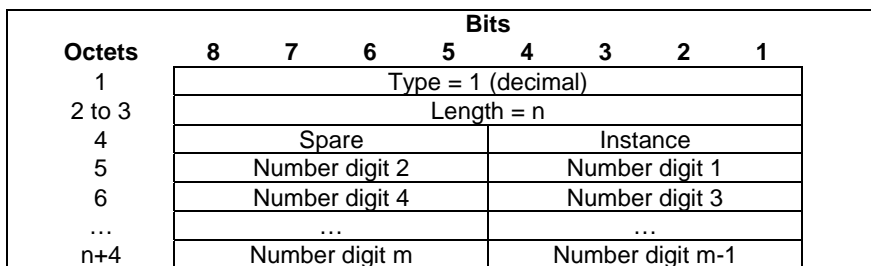 Bits
Octets 8 7 6 5 4 3 2 1
1 Type = 1 (decimal)
2 to 3 Length = n
4 Spare Instance
5 Number digit 2 Number digit 1
6 Number digit 4 Number digit 3
… … …
n+4 Number digit m Number digit m-1